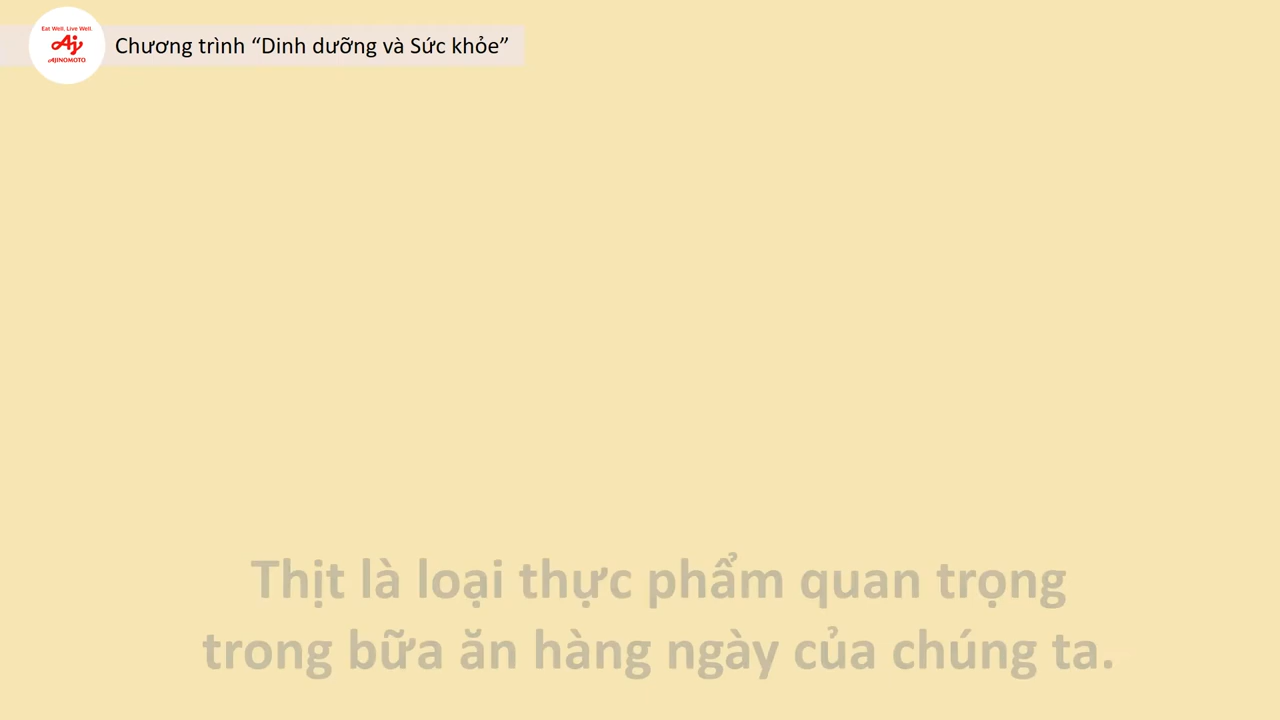 Eat Well, Live Well.
Aj
AJINOMOTO
Chương trình “Dinh dưỡng và Sức khỏe”
Thịt là loại thực phẩm quan trọng
trong bữa ăn hàng ngày của chúng ta.